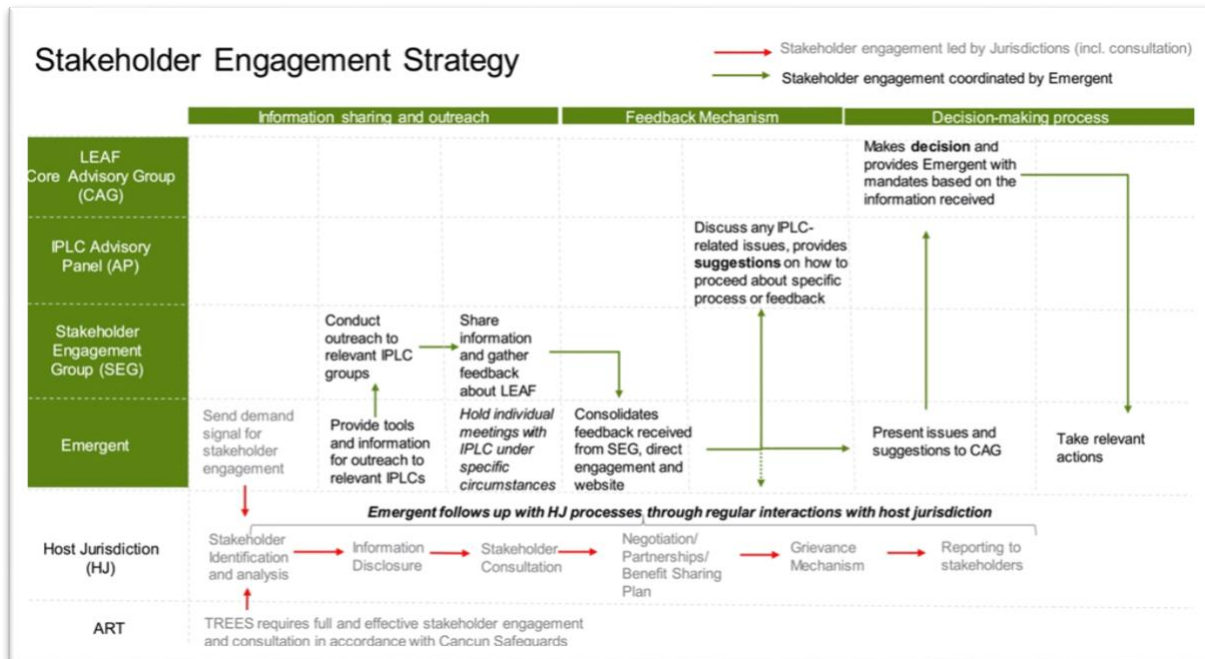 Stakeholder Engagement Strategy
Stakeholder engagement led by Jurisdictions (incl. consultation)
Stakeholder engagement coordinated by Emergent
Information sharing and outreach
Feedback Mechanism
Decision-making process
LEAF
Core Advisory Group
(CAG)
Makes decision and
provides Emergent with
mandates based on the
information received
IPLC Advisory
Panel (AP)
Discuss any IPLC-
related issues, provides
suggestions on how to
proceed about specific
process or feedback
Stakeholder
Engagement
Group (SEG)
Conduct
outreach to
relevant IPLC
groups
Share
information
and gather
feedback
about LEAF
Emergent
Send demand
signal for
stakeholder
engagement
Provide tools
and information
for outreach to
relevant IPLCs
Hold individual
meetings with
IPLC under
specific
circumstances
Consolidates
feedback received
from SEG, direct
engagement and
website
Present issues and
suggestions to CAG
Take relevant
actions
Emergent follows up with HJ processes through regular interactions with host jurisdiction
Host Jurisdiction
(HJ)
Stakeholder
Identification
and analysis
Information
Disclosure
Stakeholder
Consultation
Negotiation/
Partnerships/
Benefit Sharing
Plan
Grievance
Mechanism
Reporting to
stakeholders
ART
TREES requires full and effective stakeholder engagement
and consultation in accordance with Cancun Safeguards